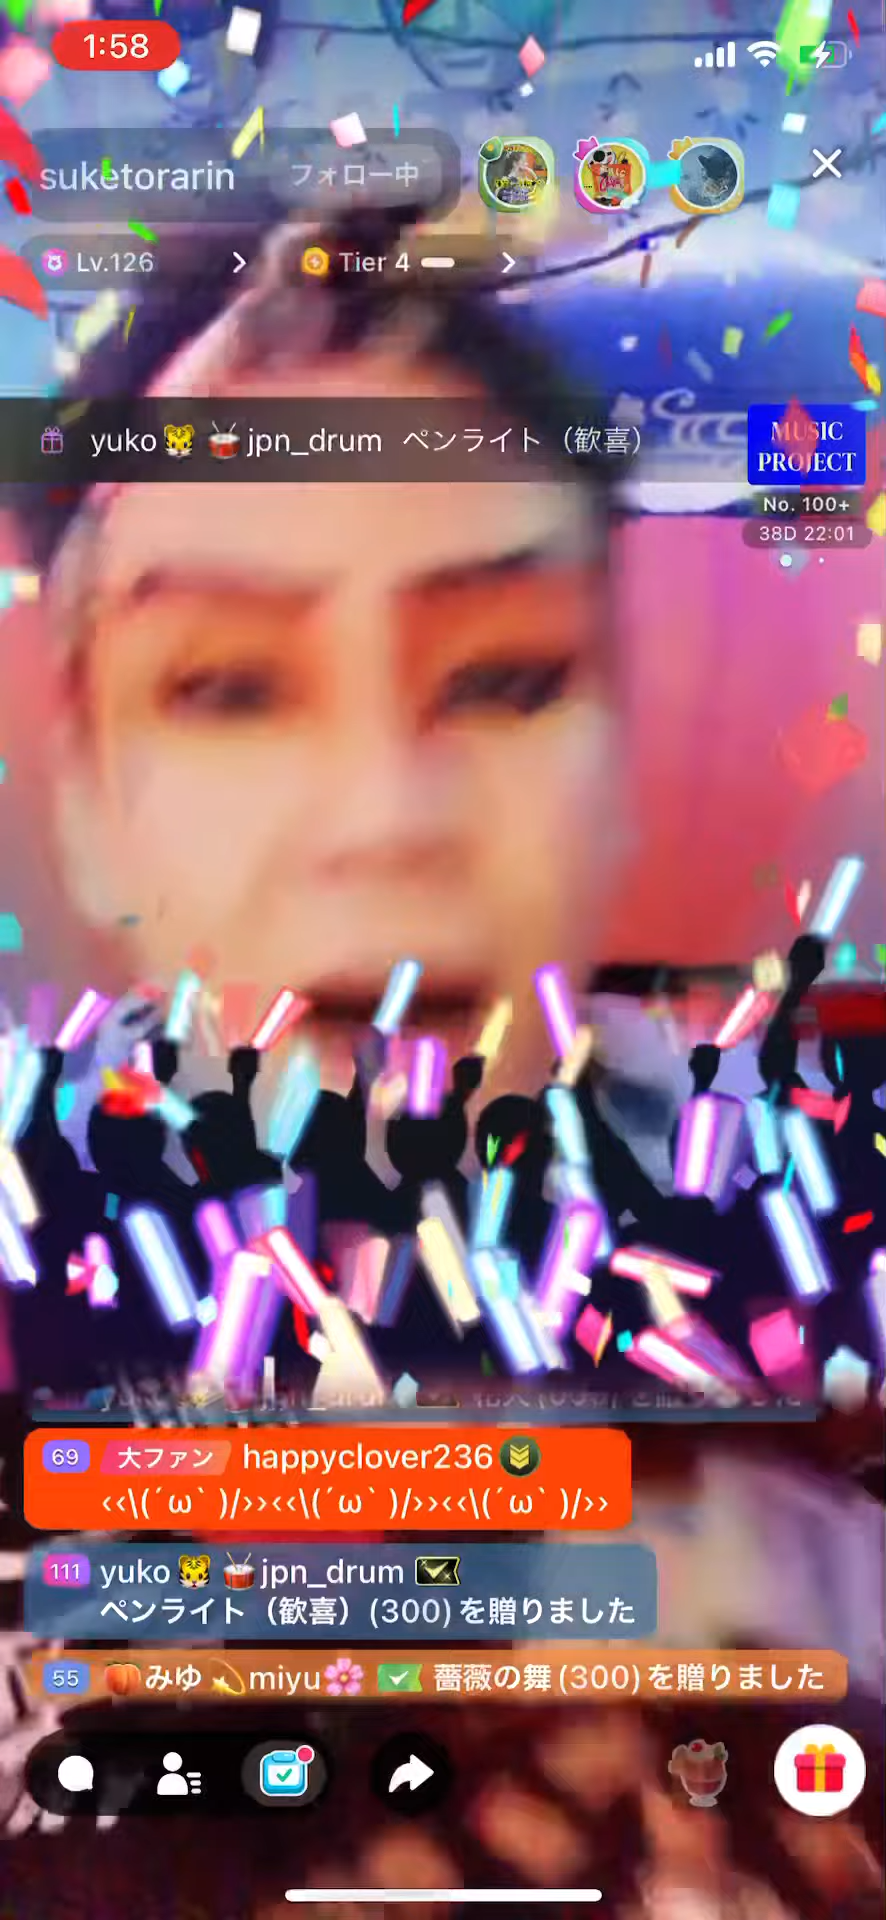 1:58
suketorarin フォロー中
Lv.126
Tier 4
yuko🐯🥁jpn_drum ペンライト（歓喜）
MUSIC
PROJECT
No. 100+
38D 22:01
69 大ファン happyclover236
‹‹\(´ω` )/››‹‹\(´ω` )/››‹‹\(´ω` )/››
111 yuko🐯🥁jpn_drum
ペンライト（歓喜）(300)を贈りました
55 🍑みゆ💫miyu🌸 薔薇の舞(300)を贈りました